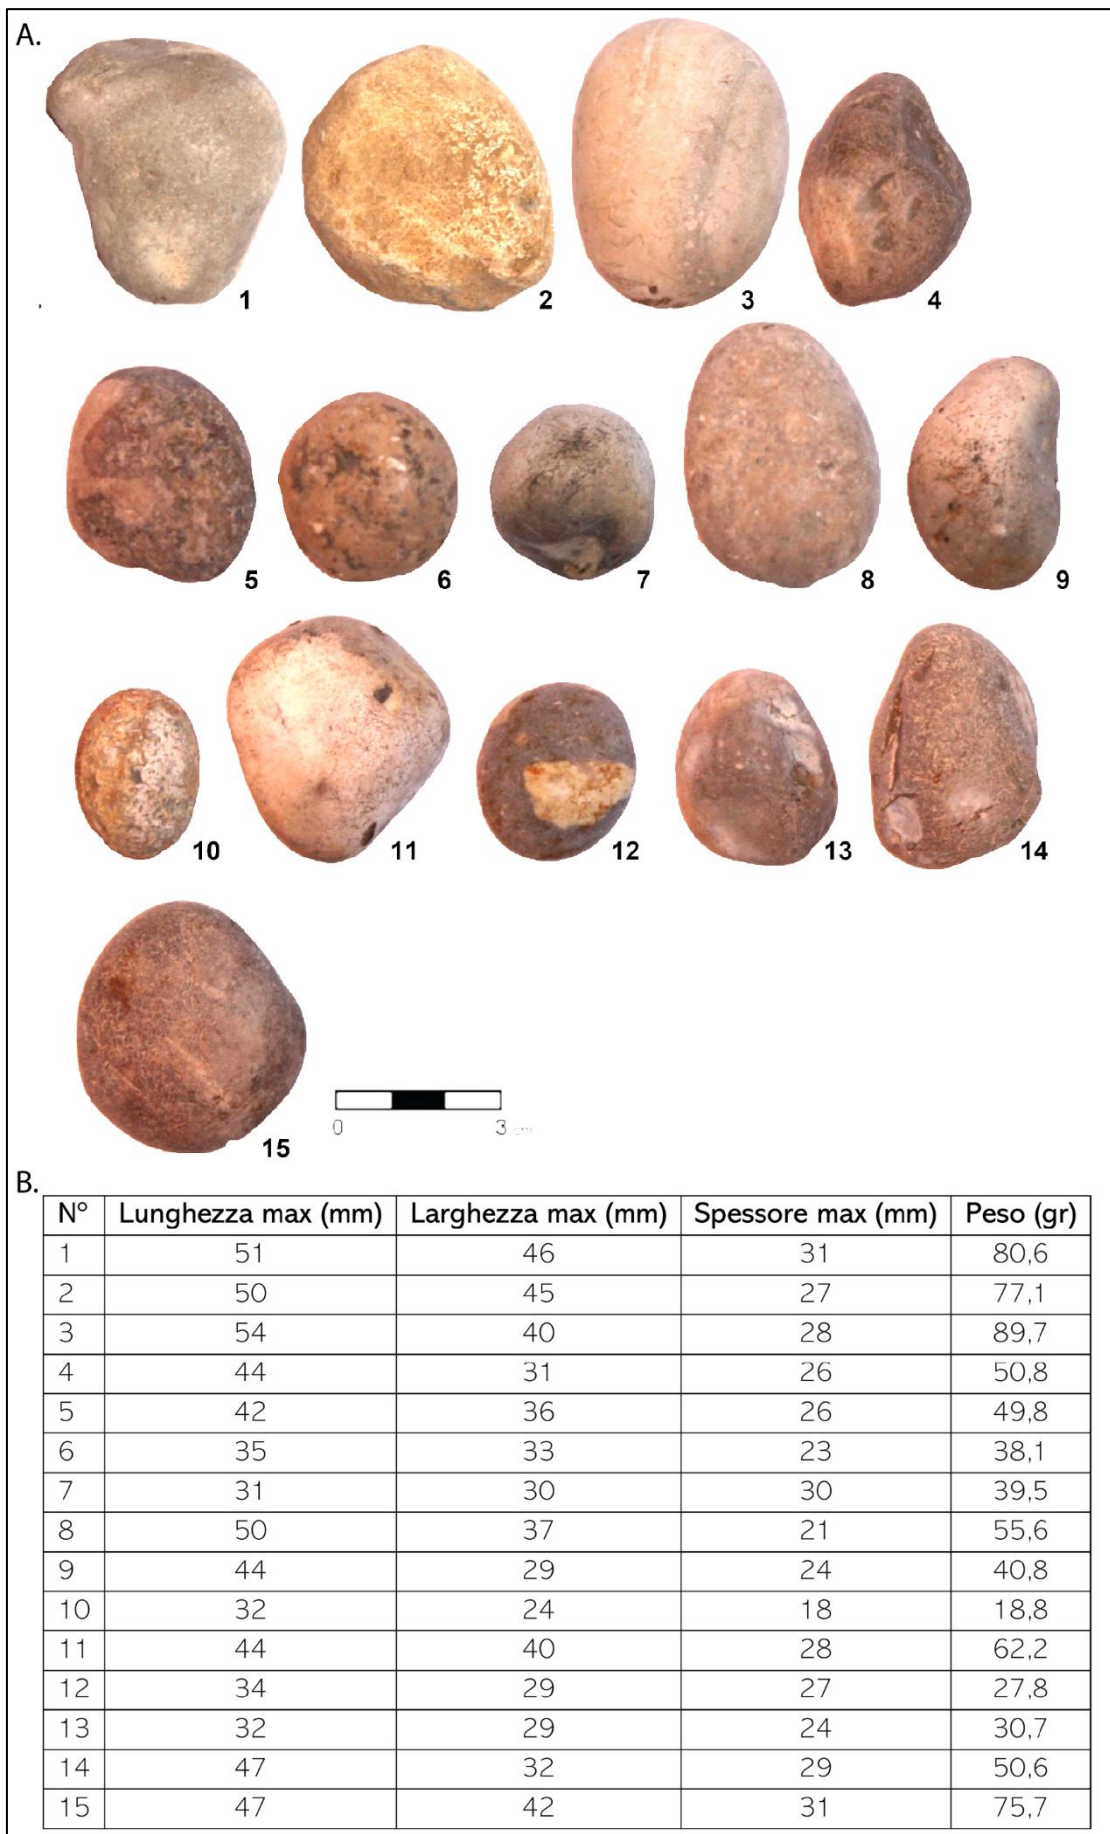 A.
1 2 3 4
5 6 7 8 9
10 11 12 13 14
15
0 3 cm
B.
N° Lunghezza max (mm) Larghezza max (mm) Spessore max (mm) Peso (gr)
1 51 46 31 80,6
2 50 45 27 77,1
3 54 40 28 89,7
4 44 31 26 50,8
5 42 36 26 49,8
6 35 33 23 38,1
7 31 30 30 39,5
8 50 37 21 55,6
9 44 29 24 40,8
10 32 24 18 18,8
11 44 40 28 62,2
12 34 29 27 27,8
13 32 29 24 30,7
14 47 32 29 50,6
15 47 42 31 75,7